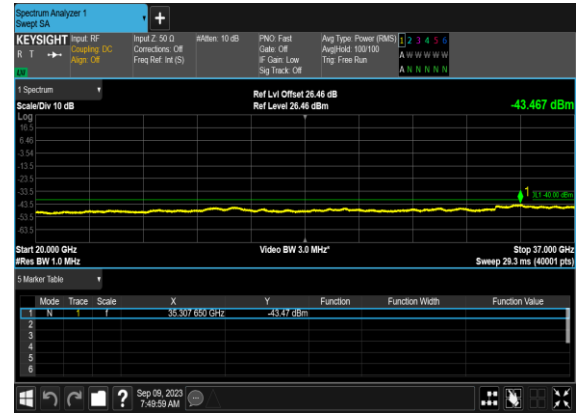 Spectrum Analyzer 1
Swept SA
+
KEYSIGHT Input: RF Input Z: 50 Ω #Atten: 10 dB PNO: Fast Avg Type: Power (RMS) 1 2 3 4 5 6
R T Coupling: DC Corrections: Off Gate: Off Avg|Hold: 100/100 A W W W W W
Align: Off Freq Ref: Int (S) IF Gain: Low Trig: Free Run
Sig Track: Off A N N N N N
1 Spectrum
Scale/Div 10 dB Ref Lvl Offset 26.46 dB
Ref Level 26.46 dBm -43.467 dBm
Log
16.5
6.46
-3.54
-13.5
-23.5
-33.5
-43.5
-53.5
-63.5
1
Start 20.000 GHz Video BW 3.0 MHz* Stop 37.000 GHz
#Res BW 1.0 MHz Sweep 29.3 ms (40001 pts)
5 Marker Table
Mode Trace Scale X Y Function Function Width Function Value
1 N 1 f 35.307 650 GHz -43.47 dBm
2
3
4
5
6
?
Sep 09, 2023
7:49:59 AM